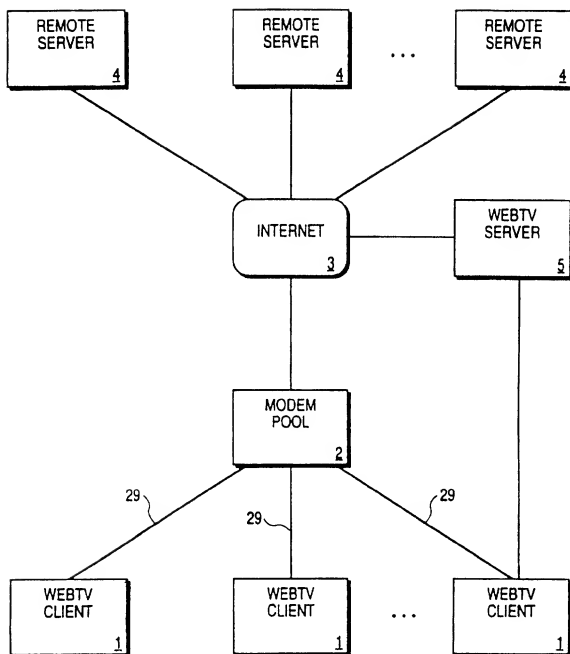 REMOTE
SERVER
4
REMOTE
SERVER
4
...
REMOTE
SERVER
4
INTERNET
3
WEBTV
SERVER
5
MODEM
POOL
2
29
29
29
WEBTV
CLIENT
1
WEBTV
CLIENT
1
...
WEBTV
CLIENT
1